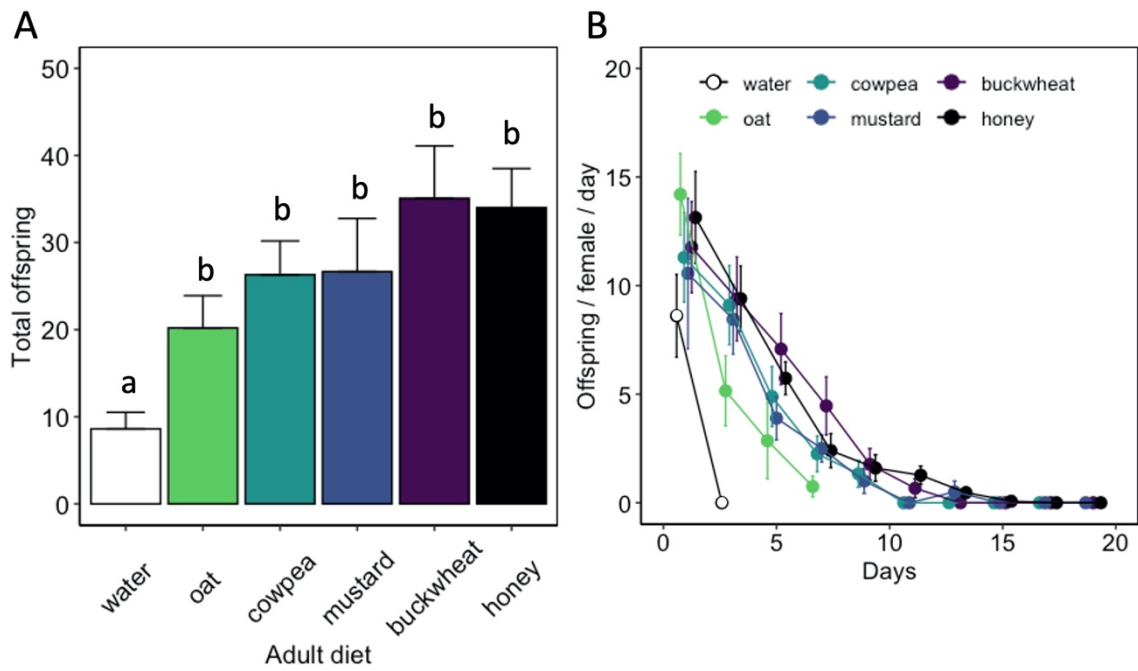 A
Total offspring
50
40
30
20
10
0
a
b
b
b
b
b
water
oat
cowpea
mustard
buckwheat
honey
Adult diet
B
Offspring / female / day
20
15
10
5
0
water
cowpea
buckwheat
oat
mustard
honey
0
5
10
15
20
Days